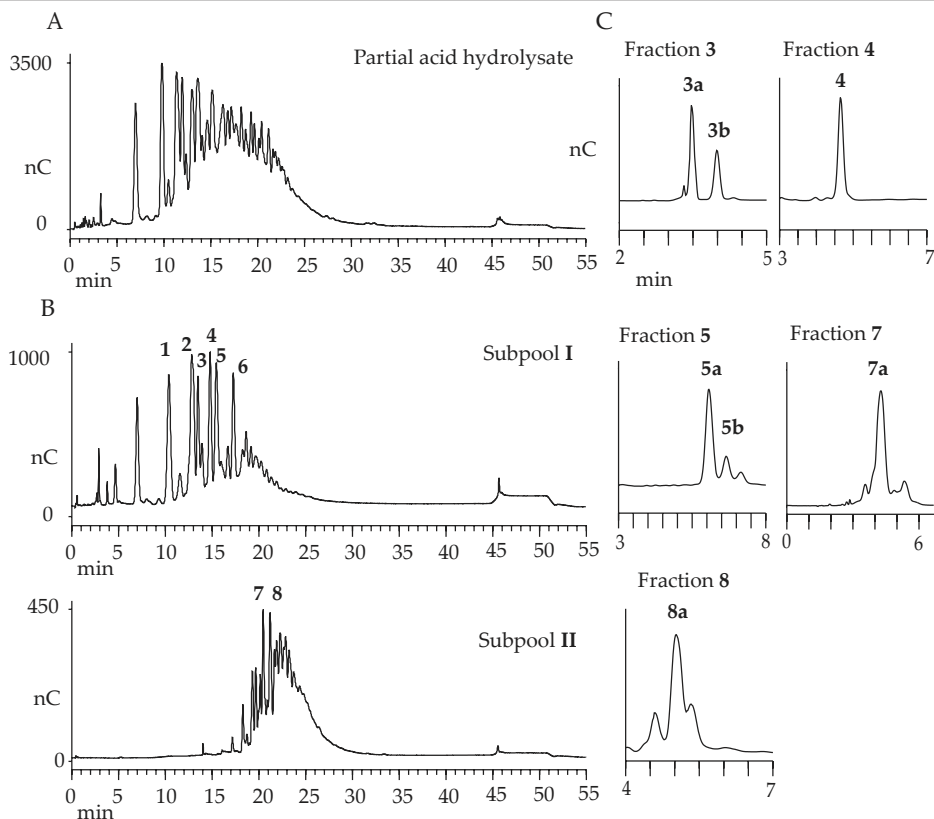 A
Partial acid hydrolysate
3500
nC
0
0 5 10 15 20 25 30 35 40 45 50 55
min
B
1 2 3 4 5 6
Subpool I
1000
nC
0
0 5 10 15 20 25 30 35 40 45 50 55
min
7 8
Subpool II
450
nC
0
0 5 10 15 20 25 30 35 40 45 50 55
min
C
Fraction 3
3a
3b
nC
2 5
min
Fraction 4
4
3 7
Fraction 5
5a
5b
3 8
Fraction 7
7a
0 6
Fraction 8
8a
4 7